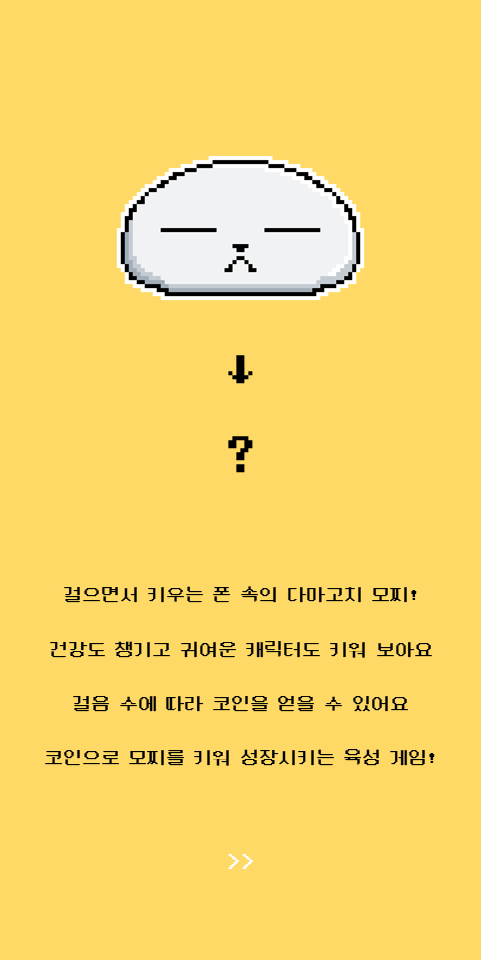 ?
걸으면서 키우는 폰 속의 다마고치 모찌!
건강도 챙기고 귀여운 캐릭터도 키워 보아요
걸음 수에 따라 코인을 얻을 수 있어요
코인으로 모찌를 키워 성장시키는 육성 게임!
>>